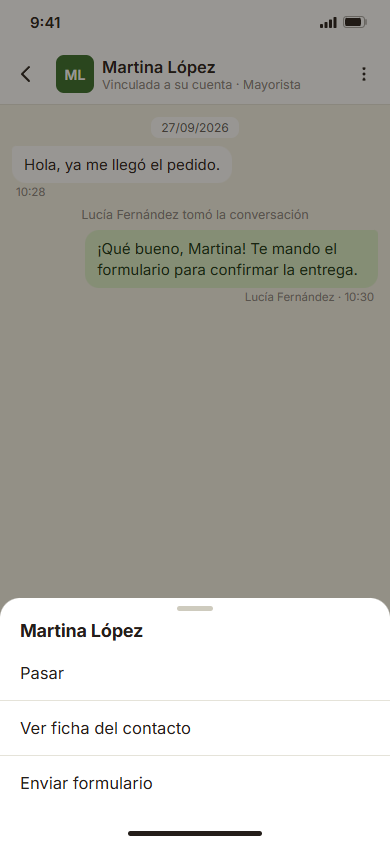 9:41
ML
Martina López
Vinculada a su cuenta · Mayorista
27/09/2026
Hola, ya me llegó el pedido.
10:28
Lucía Fernández tomó la conversación
¡Qué bueno, Martina! Te mando el
formulario para confirmar la entrega.
Lucía Fernández · 10:30
Martina López
Pasar
Ver ficha del contacto
Enviar formulario